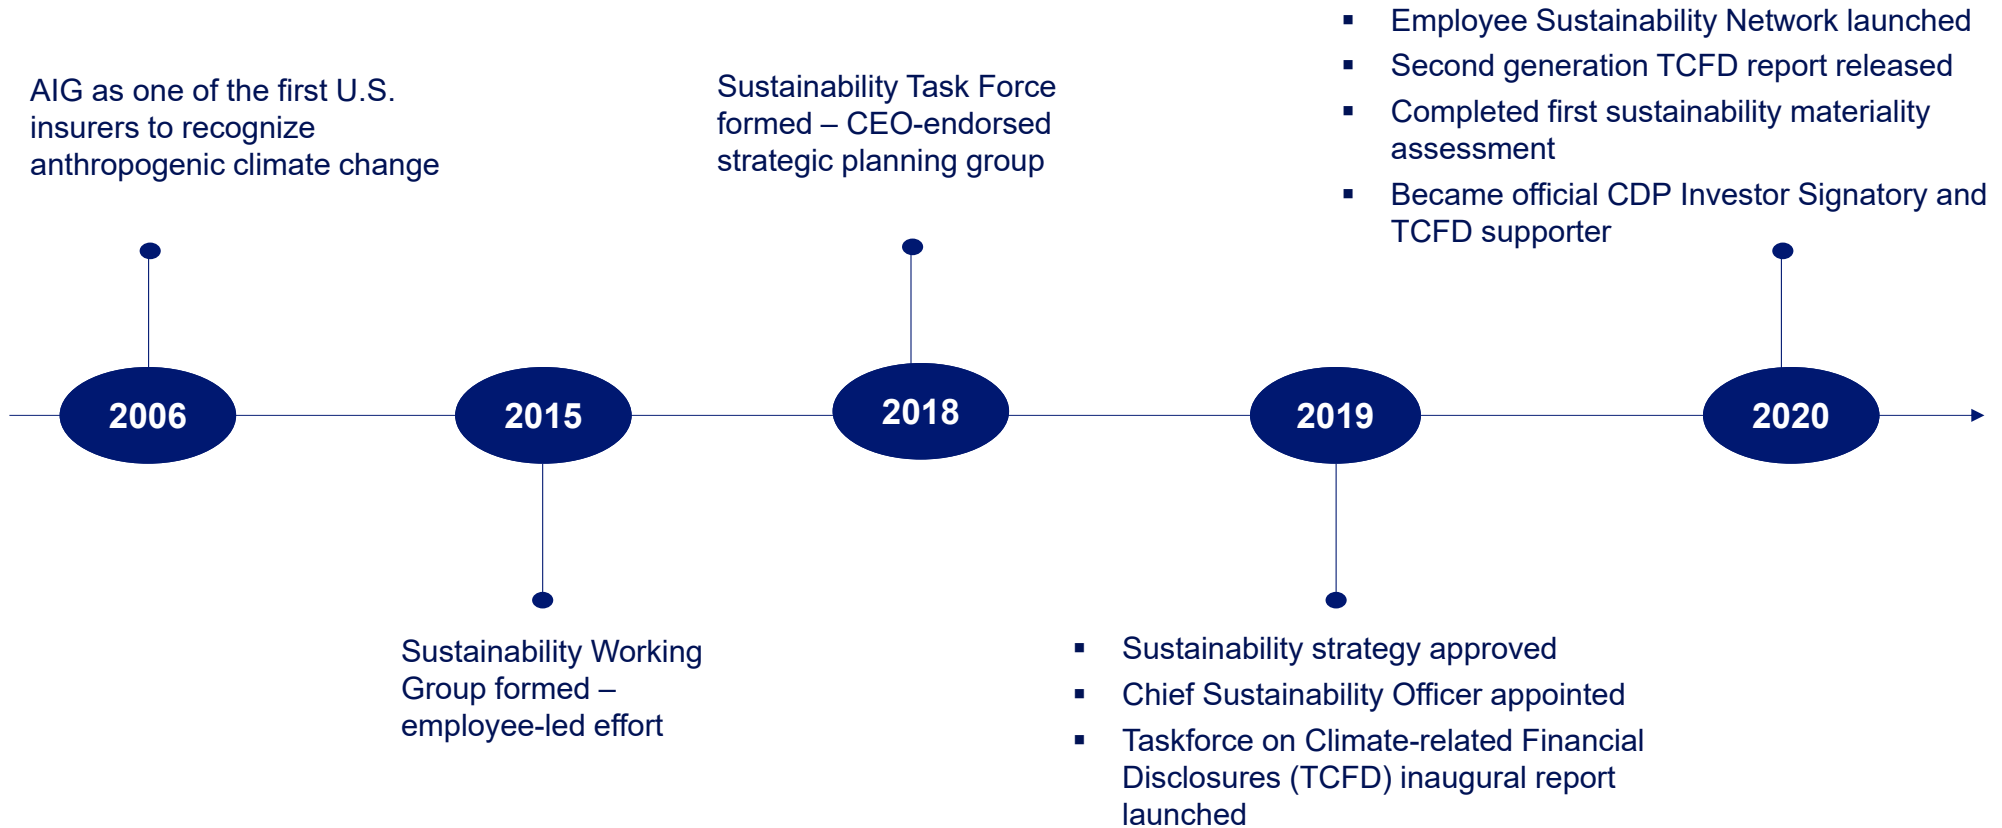 AIG as one of the first U.S.
insurers to recognize
anthropogenic climate change
Sustainability Task Force
formed – CEO-endorsed
strategic planning group
▪ Employee Sustainability Network launched
▪ Second generation TCFD report released
▪ Completed first sustainability materiality
assessment
▪ Became official CDP Investor Signatory and
TCFD supporter
2006
2015
2018
2019
2020
Sustainability Working
Group formed –
employee-led effort
▪ Sustainability strategy approved
▪ Chief Sustainability Officer appointed
▪ Taskforce on Climate-related Financial
Disclosures (TCFD) inaugural report
launched